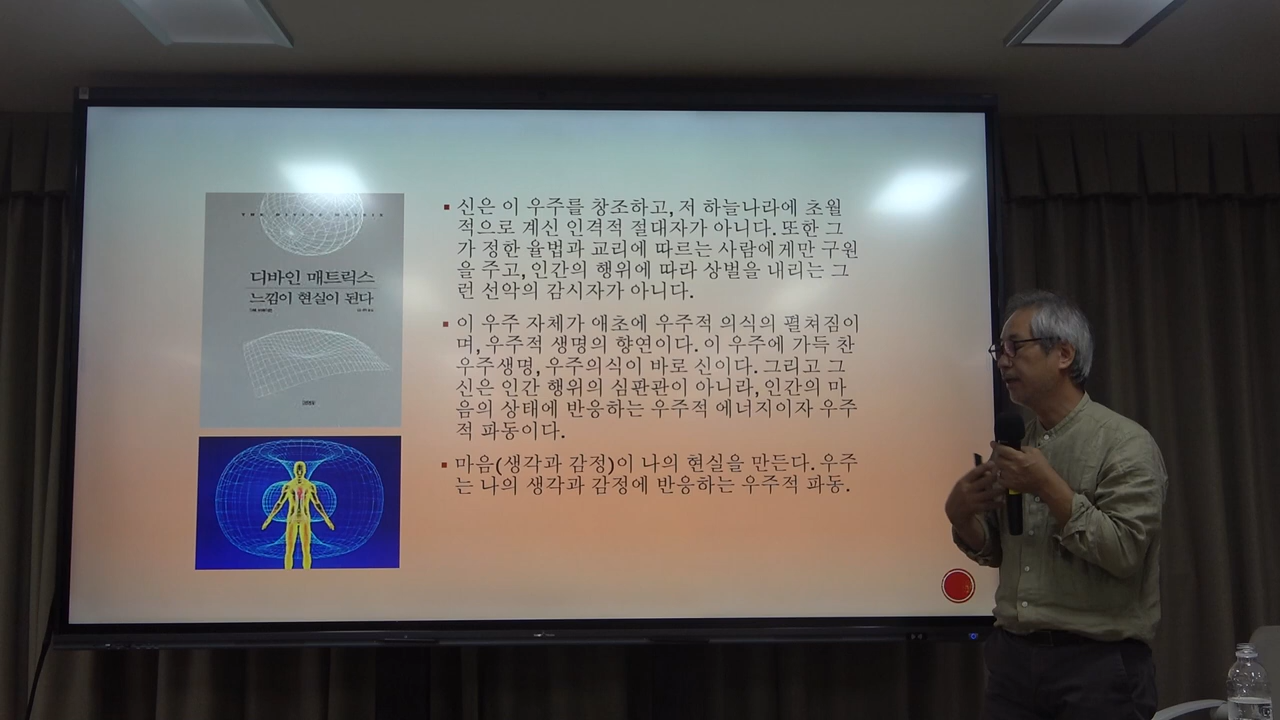 THE DIVINE MATRIX
디바인 매트릭스
느낌이 현실이 된다
신은 이 우주를 창조하고, 저 하늘나라에 초월
적으로 계신 인격적 절대자가 아니다. 또한 그
가 정한 율법과 교리에 따르는 사람에게만 구원
을 주고, 인간의 행위에 따라 상벌을 내리는 그
런 선악의 감시자가 아니다.
이 우주 자체가 애초에 우주적 의식의 펼쳐짐이
며, 우주적 생명의 향연이다. 이 우주에 가득 찬
우주생명, 우주의식이 바로 신이다. 그리고 그
신은 인간 행위의 심판관이 아니라, 인간의 마
음의 상태에 반응하는 우주적 에너지이자 우주
적 파동이다.
마음(생각과 감정)이 나의 현실을 만든다. 우주
는 나의 생각과 감정에 반응하는 우주적 파동.